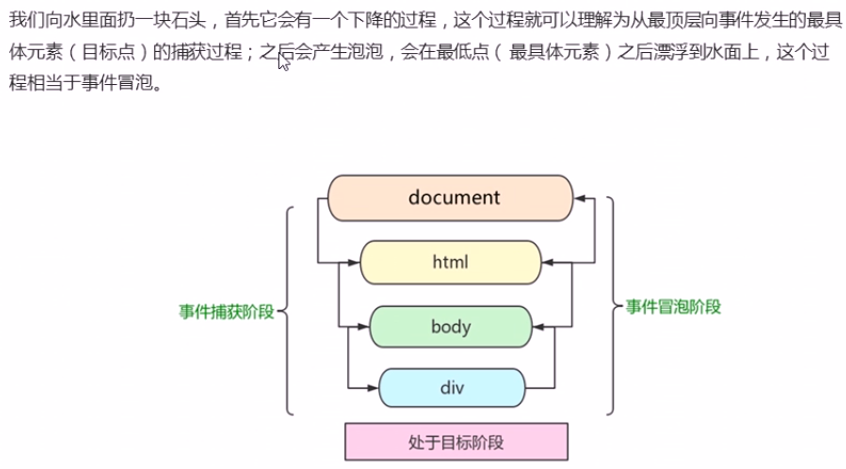 我们向水里面扔一块石头，首先它会有一个下降的过程，这个过程就可以理解为从最顶层向事件发生的最具
体元素（目标点）的捕获过程；之后会产生泡泡，会在最低点（ 最具体元素）之后漂浮到水面上，这个过
程相当于事件冒泡。
document
html
事件捕获阶段
事件冒泡阶段
body
div
处于目标阶段